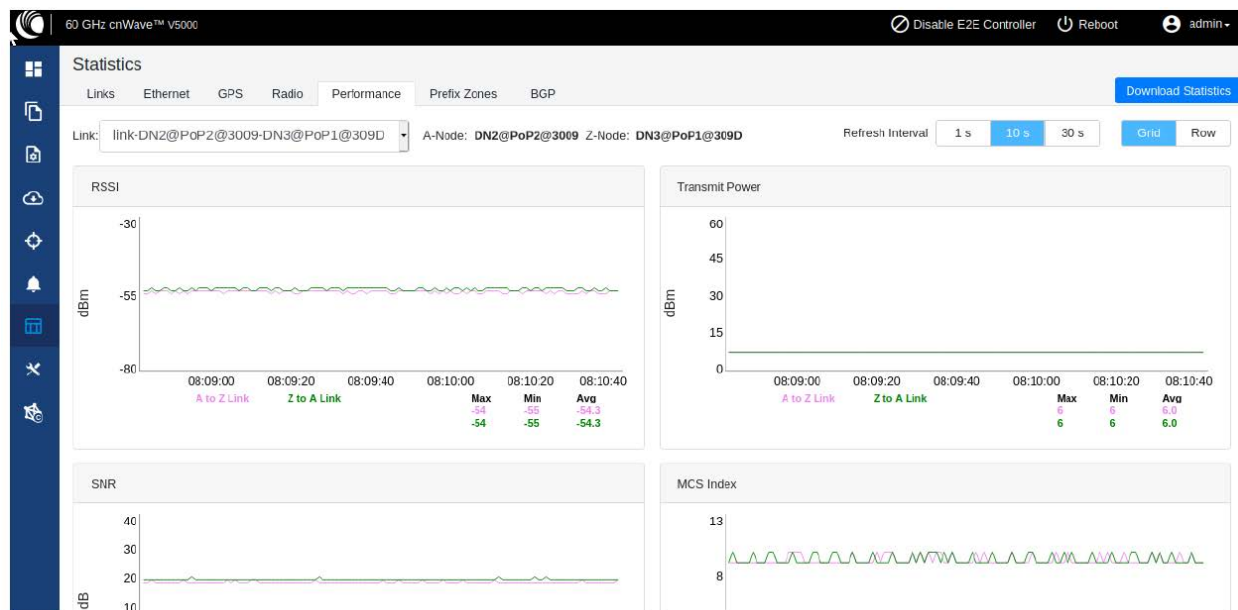 60 GHz cnWave™ V5000 Disable E2E Controller Reboot admin
Statistics
Links Ethernet GPS Radio Performance Prefix Zones BGP Download Statistics
Link: link-DN2@PoP2@3009-DN3@PoP1@309D A-Node: DN2@PoP2@3009 Z-Node: DN3@PoP1@309D Refresh Interval 1 s 10 s 30 s Grid Row
RSSI
-30
-55
-80
dBm
08:09:00 08:09:20 08:09:40 08:10:00 08:10:20 08:10:40
A to Z Link Z to A Link Max Min Avg
-54 -55 -54.3
-54 -55 -54.3
Transmit Power
60
45
30
15
0
dBm
08:09:00 08:09:20 08:09:40 08:10:00 08:10:20 08:10:40
A to Z Link Z to A Link Max Min Avg
6 6 6.0
6 6 6.0
SNR
40
30
20
10
dB
MCS Index
13
8